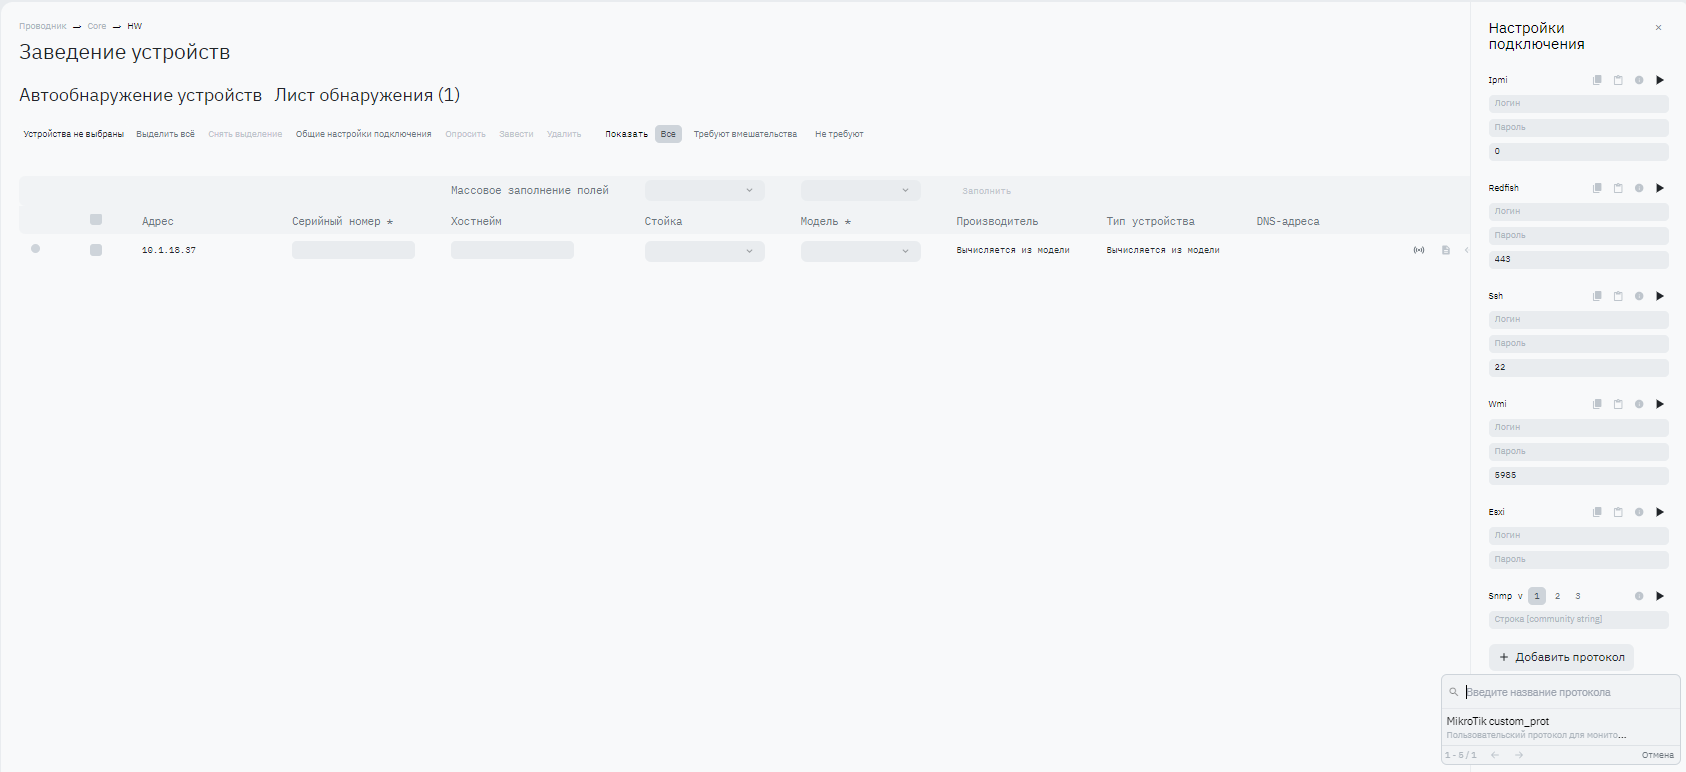 Проводник → Core → HW
Заведение устройств
Автообнаружение устройств Лист обнаружения (1)
Устройства не выбраны Выделить всё Снять выделение Общие настройки подключения Опросить Завести Удалить Показать Все Требуют вмешательства Не требуют
Массовое заполнение полей Заполнить
Адрес Серийный номер * Хостнейм Стойка Модель * Производитель Тип устройства DNS-адреса
10.1.18.37 Вычисляется из модели Вычисляется из модели
Настройки
подключения
Ipmi
Логин
Пароль
0
Redfish
Логин
Пароль
443
Ssh
Логин
Пароль
22
Wmi
Логин
Пароль
5985
Esxi
Логин
Пароль
Snmp v 1 2 3
Строка [community string]
+ Добавить протокол
Введите название протокола
MikroTik custom_prot
Пользовательский протокол для монито...
1 - 5 / 1 ← → Отмена